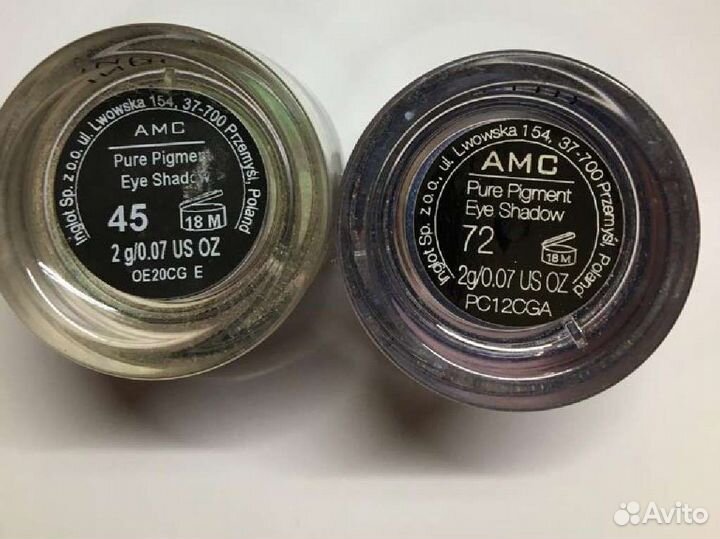 Inglot Sp. z o.o. ul. Lwowska 154, 37-700 Przemyśl, Poland
AMC
Pure Pigment
Eye Shadow
45
18 M
2 g/0.07 US OZ
OE20CG E
Inglot Sp. z o.o., ul. Lwowska 154, 37-700 Przemyśl, Poland
AMC
Pure Pigment
Eye Shadow
72
18 M
2g/0.07 US OZ
PC12CGA
Avito